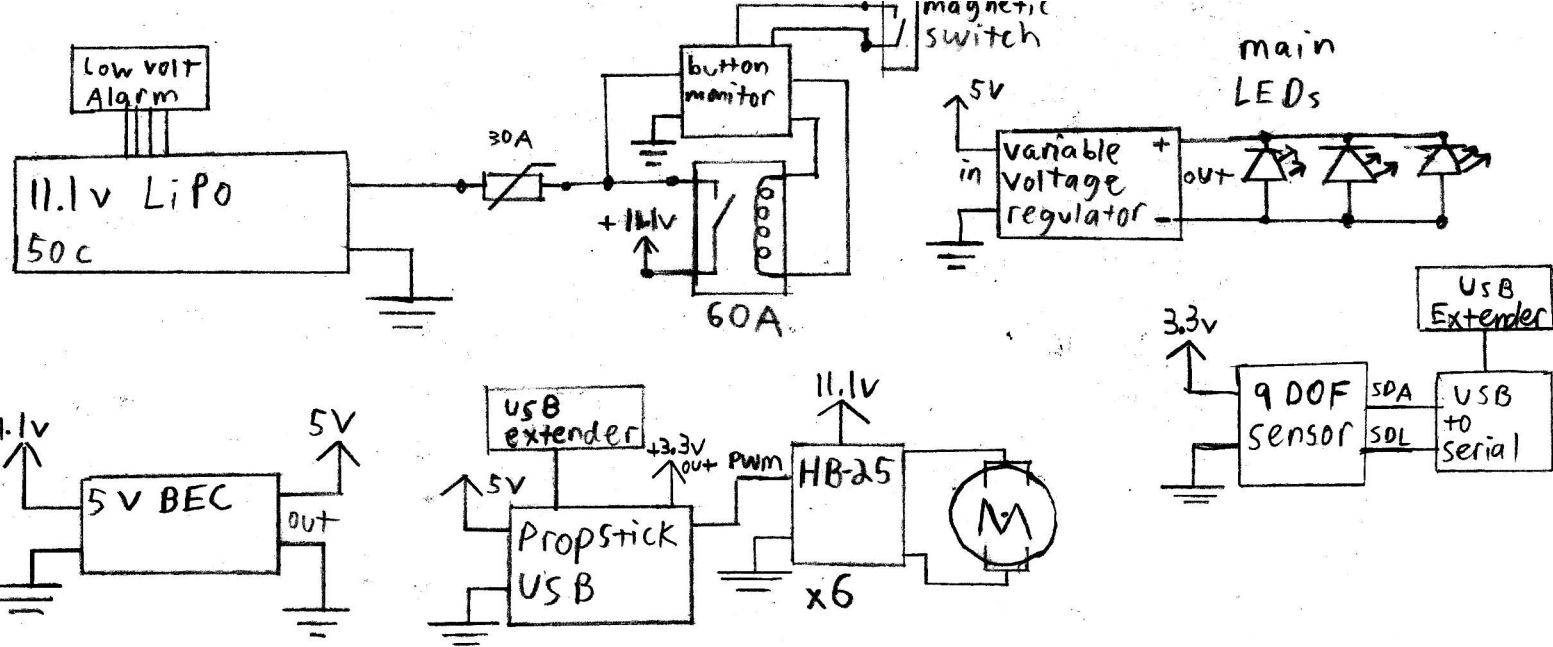 magnetic
switch
Low volt
Alarm
button
monitor
main
LEDs
30A
5V
11.1v LiPo
50c
+11.1v
60A
in
variable
voltage
regulator
+
-
out
3.3v
USB
Extender
9 DOF
sensor
SDA
SDL
USB
to
serial
1.1v
5V
5V BEC
out
USB
extender
5V
+3.3v
out
Propstick
USB
PWM
11.1v
HB-25
x6
M